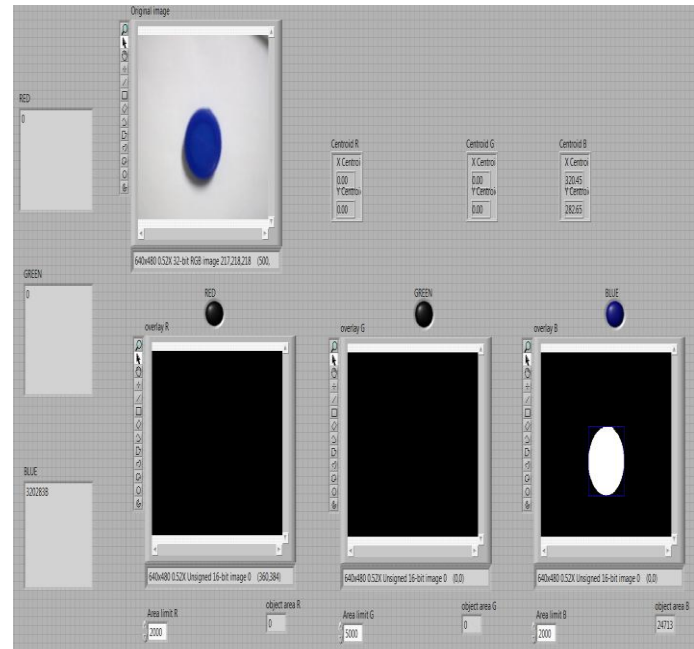 Original image
RED
0
Centroid R
X Centroi
0.00
Y Centroi
0.00
Centroid G
X Centroi
0.00
Y Centroi
0.00
Centroid B
X Centroi
320.45
Y Centroi
282.65
640x480 0.52X 32-bit RGB image 217,218,218 (500,
GREEN
0
RED
GREEN
BLUE
overlay R
overlay G
overlay B
BLUE
320283B
640x480 0.52X Unsigned 16-bit image 0 (360,384)
640x480 0.52X Unsigned 16-bit image 0 (0,0)
640x480 0.52X Unsigned 16-bit image 0 (0,0)
Area limit R
2000
object area R
0
Area limit G
5000
object area G
0
Area limit B
2000
object area B
24713